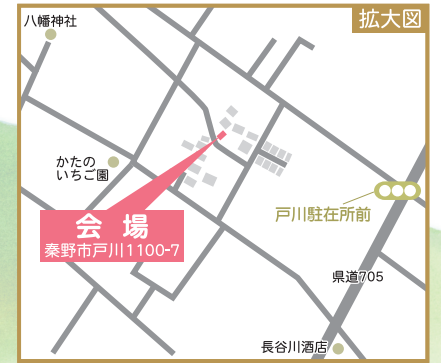 拡大図
八幡神社
かたの
いちご園
会場
秦野市戸川1100-7
戸川駐在所前
県道705
長谷川酒店